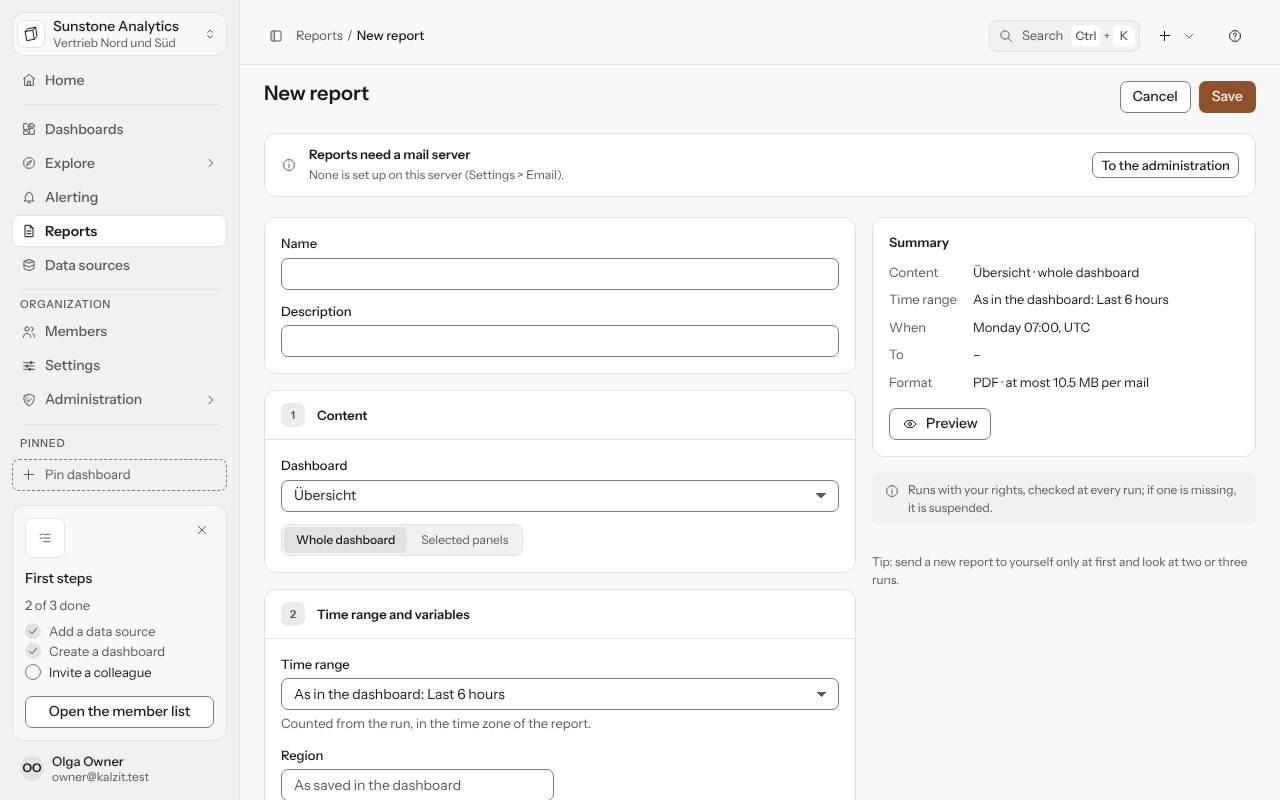 Sunstone Analytics
Vertrieb Nord und Süd
Home
Dashboards
Explore
Alerting
Reports
Data sources
ORGANIZATION
Members
Settings
Administration
PINNED
Pin dashboard
First steps
2 of 3 done
Add a data source
Create a dashboard
Invite a colleague
Open the member list
OO
Olga Owner
owner@kalzit.test
Reports / New report
Search Ctrl + K
New report
Cancel
Save
Reports need a mail server
None is set up on this server (Settings > Email).
To the administration
Name
Description
1 Content
Dashboard
Übersicht
Whole dashboard
Selected panels
2 Time range and variables
Time range
As in the dashboard: Last 6 hours
Counted from the run, in the time zone of the report.
Region
As saved in the dashboard
Summary
Content Übersicht · whole dashboard
Time range As in the dashboard: Last 6 hours
When Monday 07:00, UTC
To –
Format PDF · at most 10.5 MB per mail
Preview
Runs with your rights, checked at every run; if one is missing,
it is suspended.
Tip: send a new report to yourself only at first and look at two or three
runs.